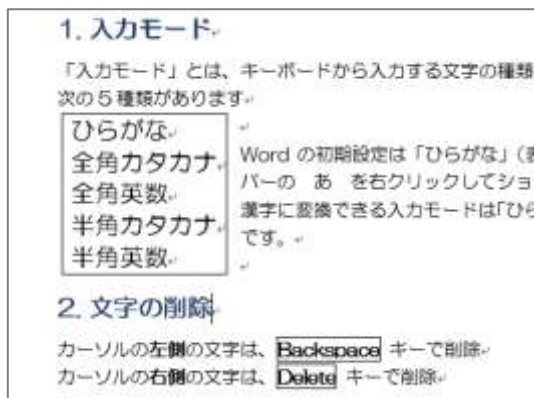 1. 入力モード
「入力モード」とは、キーボードから入力する文字の種類
次の5種類があります
ひらがな
全角カタカナ
全角英数
半角カタカナ
半角英数
Word の初期設定は「ひらがな」（表
バーの あ を右クリックしてショ
漢字に変換できる入力モードは「ひら
です。
2. 文字の削除
カーソルの左側の文字は、Backspace キーで削除
カーソルの右側の文字は、Delete キーで削除